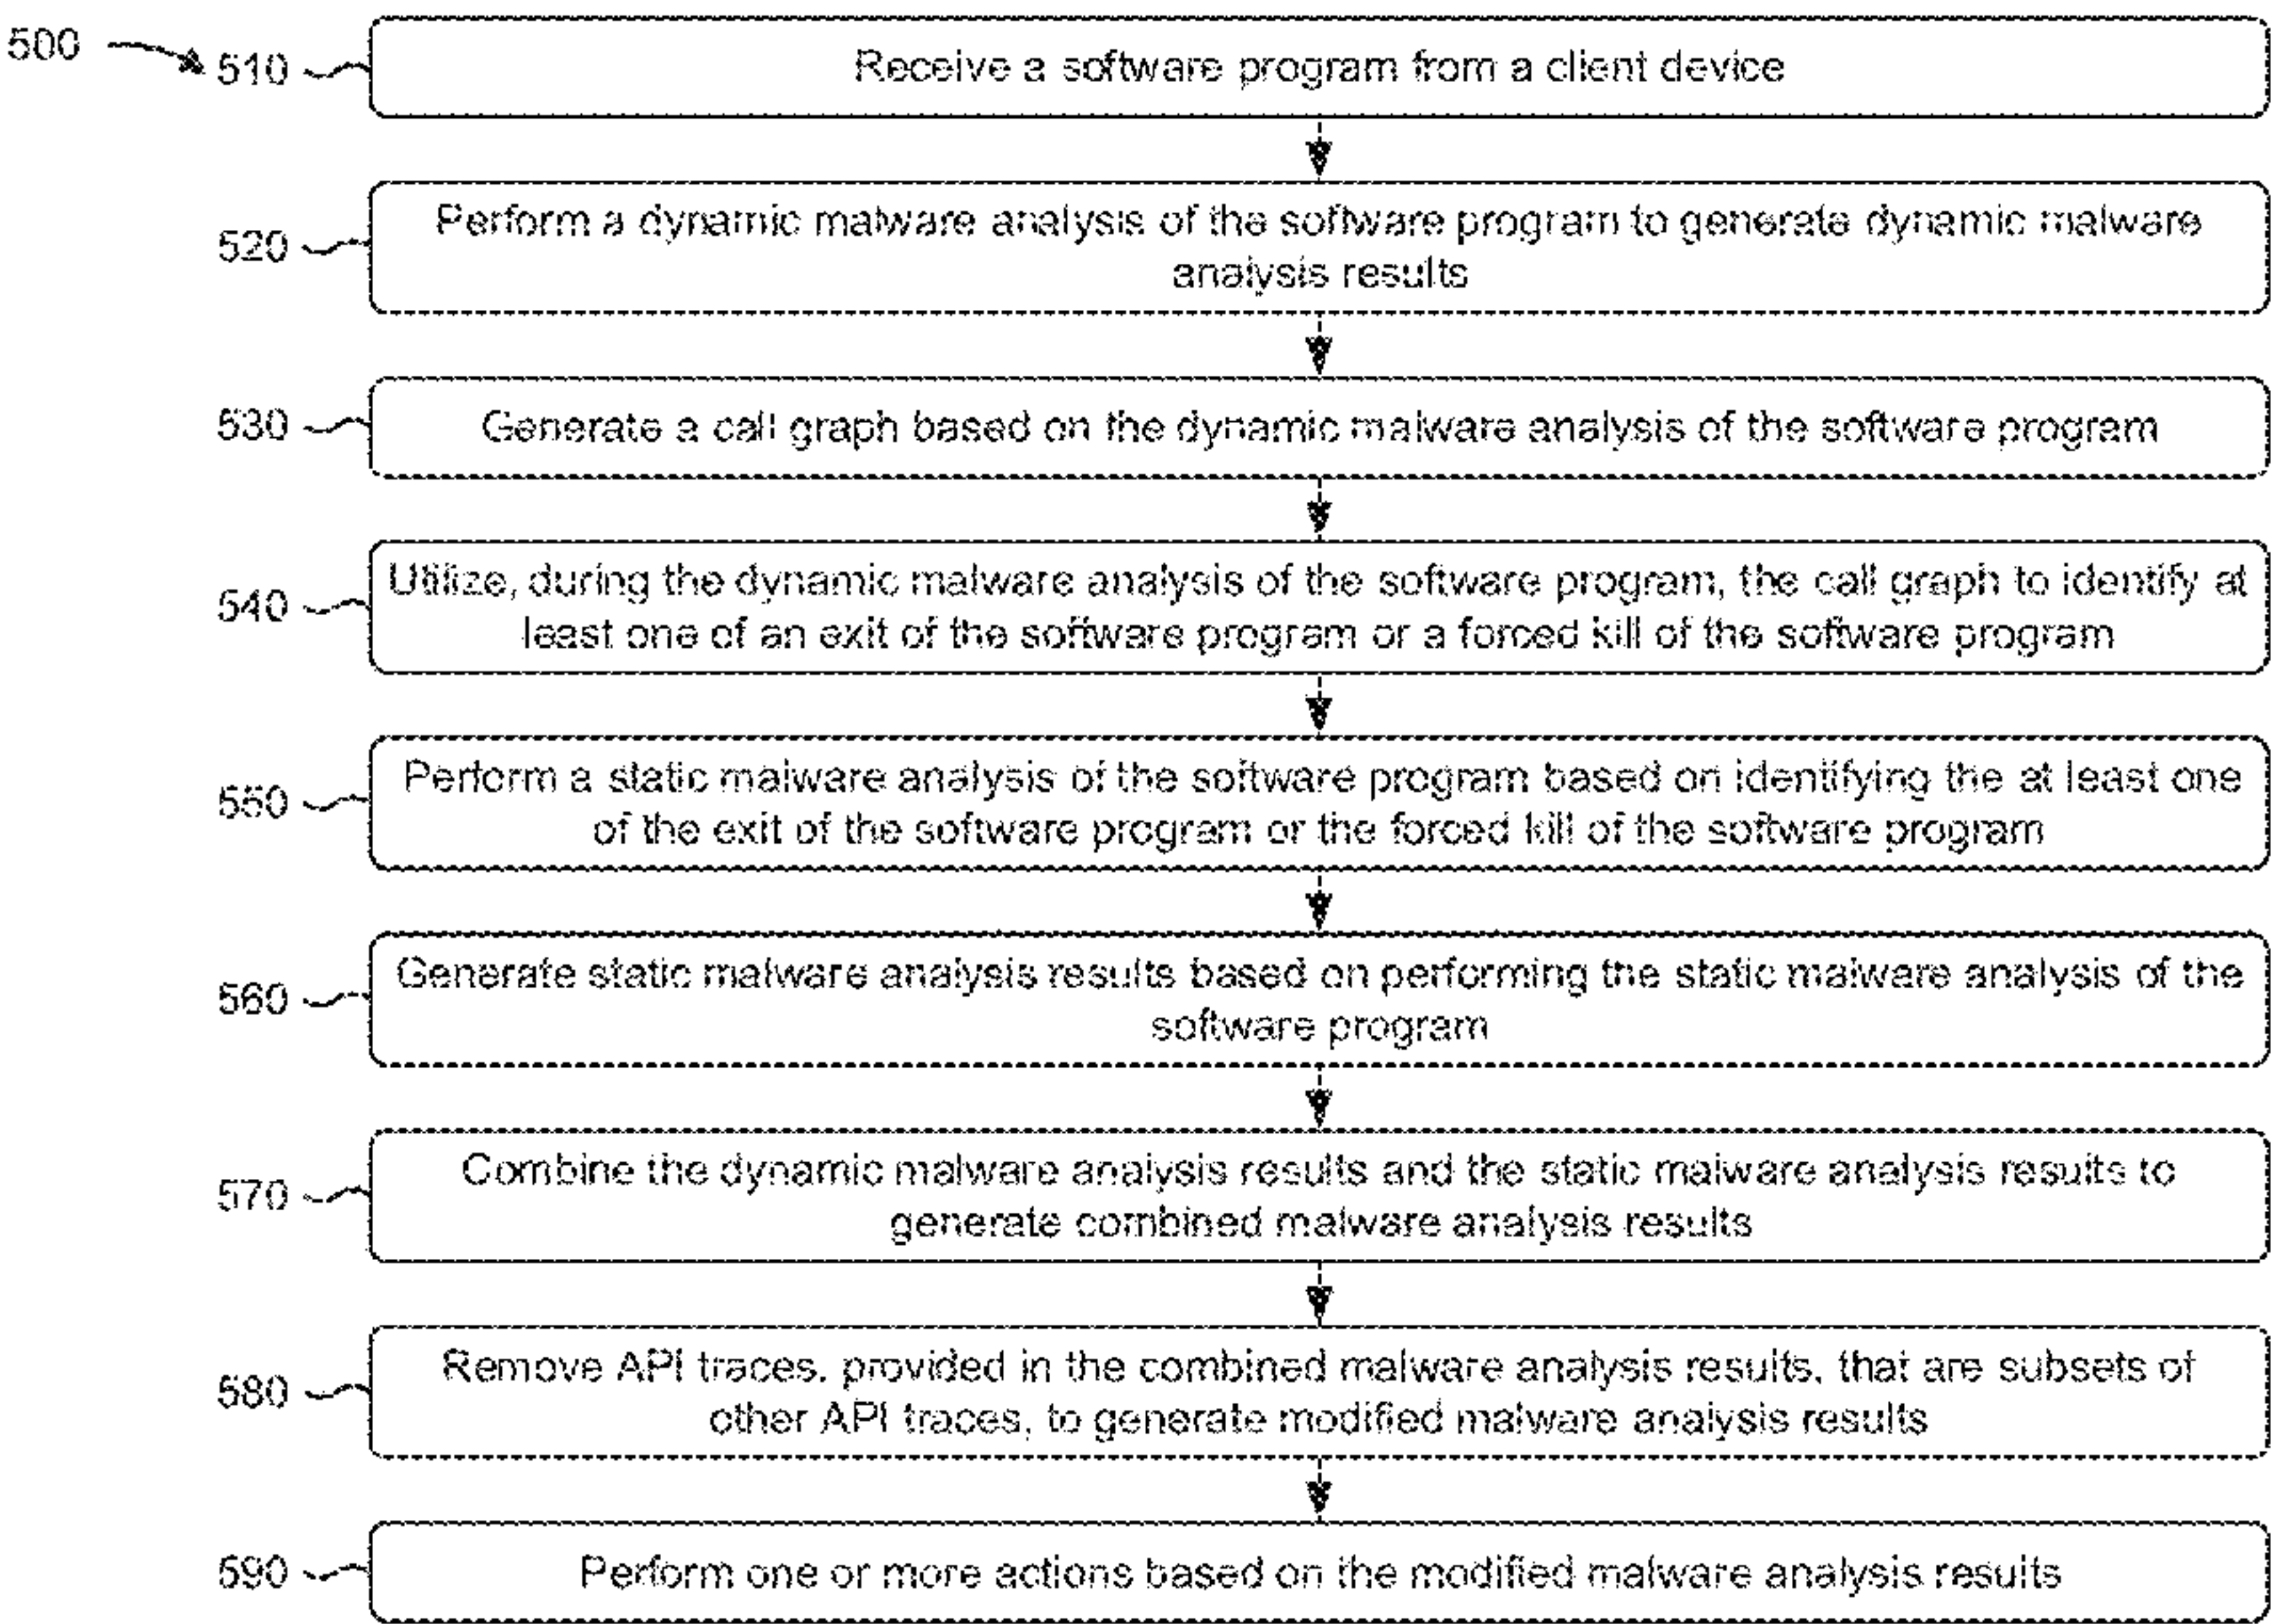 500
510
Receive a software program from a client device
520
Perform a dynamic malware analysis of the software program to generate dynamic malware
analysis results
530
Generate a call graph based on the dynamic malware analysis of the software program
540
Utilize, during the dynamic malware analysis of the software program, the call graph to identify at
least one of an exit of the software program or a forced kill of the software program
550
Perform a static malware analysis of the software program based on identifying the at least one
of the exit of the software program or the forced kill of the software program
560
Generate static malware analysis results based on performing the static malware analysis of the
software program
570
Combine the dynamic malware analysis results and the static malware analysis results to
generate combined malware analysis results
580
Remove API traces, provided in the combined malware analysis results, that are subsets of
other API traces, to generate modified malware analysis results
590
Perform one or more actions based on the modified malware analysis results